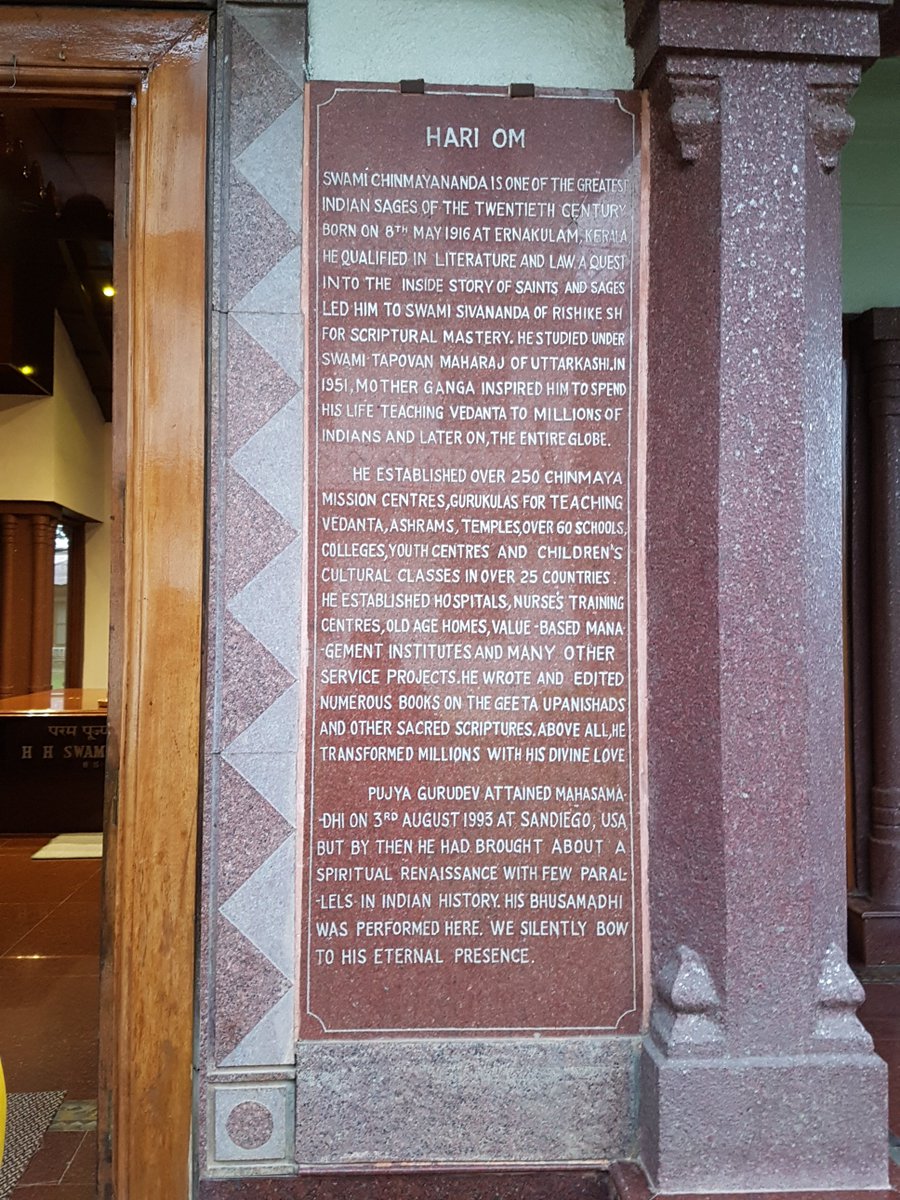 HARI OM
SWAMI CHINMAYANANDA IS ONE OF THE GREATEST
INDIAN SAGES OF THE TWENTIETH CENTURY
BORN ON 8TH MAY 1916 AT ERNAKULAM, KERALA
HE QUALIFIED IN LITERATURE AND LAW. A QUEST
INTO THE INSIDE STORY OF SAINTS AND SAGES
LED HIM TO SWAMI SIVANANDA OF RISHIKE SH
FOR SCRIPTURAL MASTERY. HE STUDIED UNDER
SWAMI TAPOVAN MAHARAJ OF UTTARKASHI.IN
1951, MOTHER GANGA INSPIRED HIM TO SPEND
HIS LIFE TEACHING VEDANTA TO MILLIONS OF
INDIANS AND LATER ON, THE ENTIRE GLOBE.
HE ESTABLISHED OVER 250 CHINMAYA
MISSION CENTRES, GURUKULAS FOR TEACHING
VEDANTA, ASHRAMS, TEMPLES, OVER 60 SCHOOLS,
COLLEGES, YOUTH CENTRES AND CHILDREN'S
CULTURAL CLASSES IN OVER 25 COUNTRIES.
HE ESTABLISHED HOSPITALS, NURSE'S TRAINING
CENTRES, OLD AGE HOMES, VALUE-BASED MANA-
-GEMENT INSTITUTES AND MANY OTHER
SERVICE PROJECTS. HE WROTE AND EDITED
NUMEROUS BOOKS ON THE GEETA UPANISHADS
AND OTHER SACRED SCRIPTURES. ABOVE ALL, HE
TRANSFORMED MILLIONS WITH HIS DIVINE LOVE
PUJYA GURUDEV ATTAINED MAHASAMA-
-DHI ON 3RD AUGUST 1993 AT SANDIEGO, USA
BUT BY THEN HE HAD BROUGHT ABOUT A
SPIRITUAL RENAISSANCE WITH FEW PARAL-
-LELS IN INDIAN HISTORY. HIS BHUSAMADHI
WAS PERFORMED HERE. WE SILENTLY BOW
TO HIS ETERNAL PRESENCE.
परम पूज्य
H H SWAM